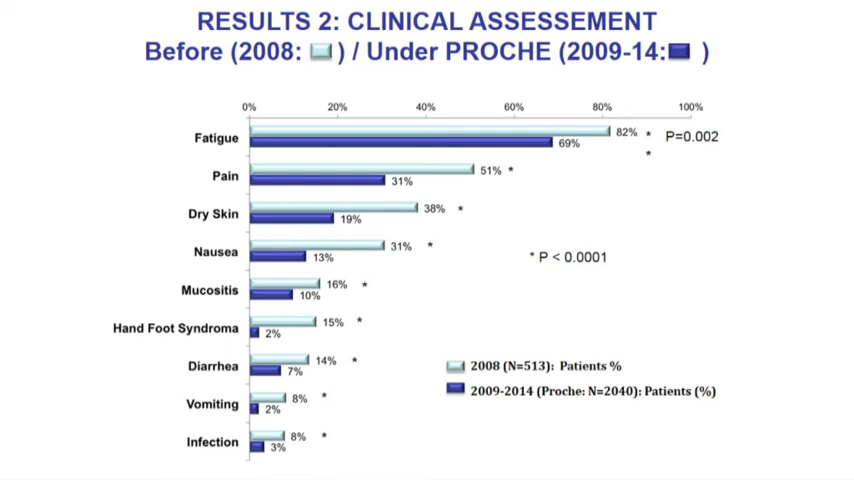 RESULTS 2: CLINICAL ASSESSEMENT
Before (2008: ) / Under PROCHE (2009-14: )
0% 20% 40% 60% 80% 100%
Fatigue 82% * P=0.002
69% *
Pain 51% *
31%
Dry Skin 38% *
19%
Nausea 31% *
13%
* P < 0.0001
Mucositis 16% *
10%
Hand Foot Syndroma 15% *
2%
Diarrhea 14% *
7%
2008 (N=513): Patients %
2009-2014 (Proche: N=2040): Patients (%)
Vomiting 8% *
2%
Infection 8% *
3%